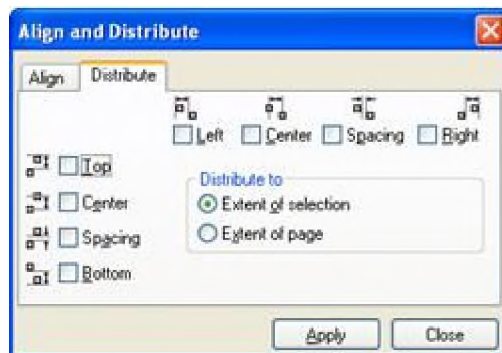 Align and Distribute
Align Distribute
Left Center Spacing Right
Top
Center
Spacing
Bottom
Distribute to
Extent of selection
Extent of page
Apply Close